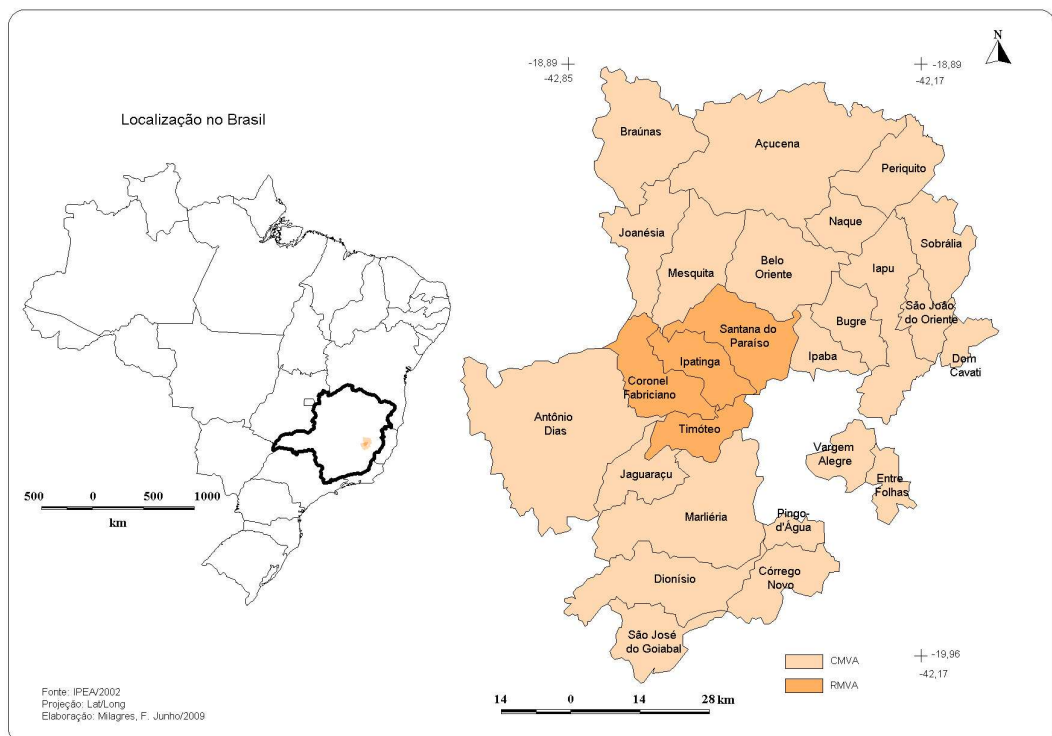 Localização no Brasil
500 0 500 1000
km
Fonte: IPEA/2002
Projeção: Lat/Long
Elaboração: Milagres, F. Junho/2009
-18,89
-42,85
-18,89
-42,17
N
Braúnas
Açucena
Periquito
Naque
Joanésia
Sobrália
Mesquita
Belo
Oriente
Iapu
São João
do Oriente
Bugre
Santana do
Paraíso
Ipatinga
Ipaba
Dom
Cavati
Coronel
Fabriciano
Antônio
Dias
Timóteo
Vargem
Alegre
Entre
Folhas
Jaguaraçu
Marliéria
Pingo-
d'Água
Dionísio
Córrego
Novo
São José
do Goiabal
CMVA
RMVA
-19,96
-42,17
14 0 14 28 km